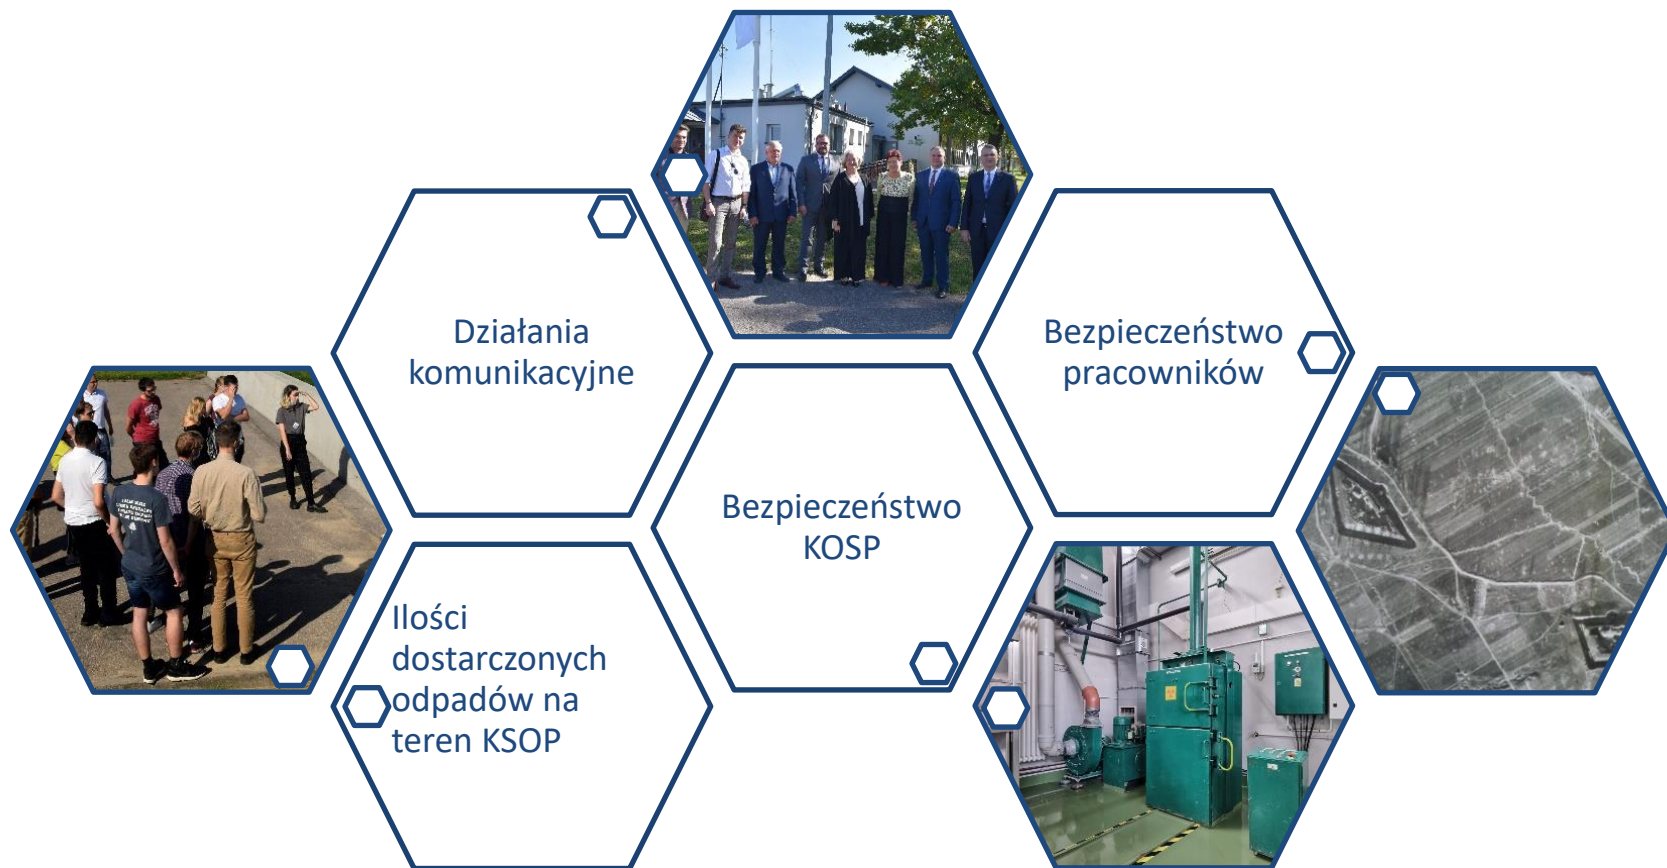 Działania
komunikacyjne
Bezpieczeństwo
pracowników
Bezpieczeństwo
KOSP
Ilości
dostarczonych
odpadów na
teren KSOP